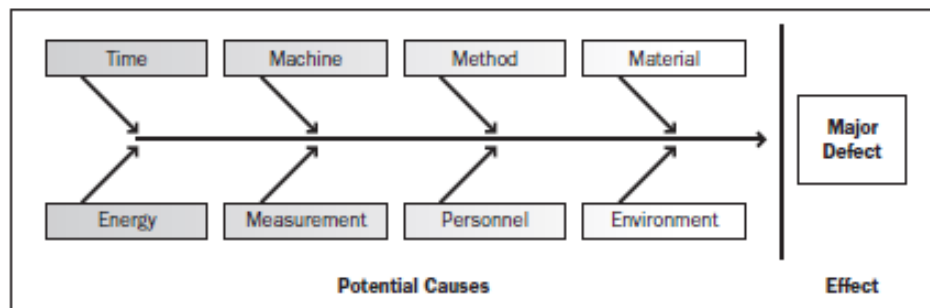 Time
Machine
Method
Material
Major
Defect
Energy
Measurement
Personnel
Environment
Potential Causes
Effect